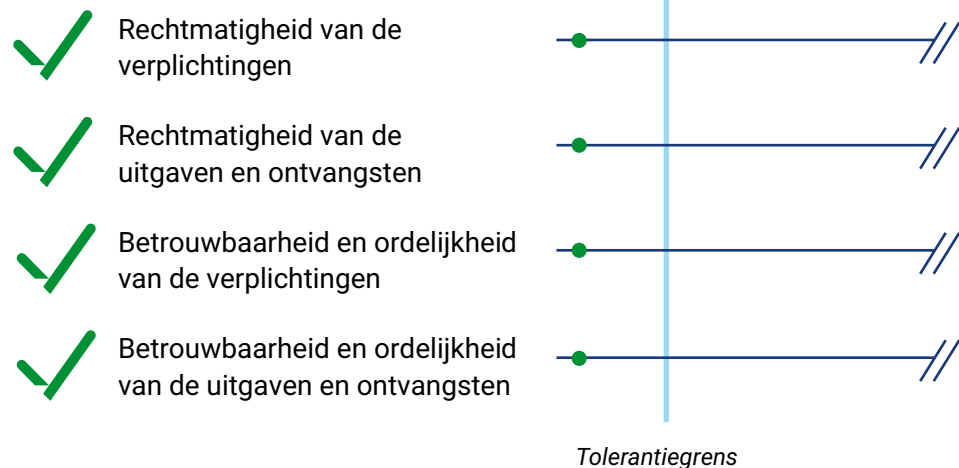 Rechtmatigheid van de
verplichtingen
Rechtmatigheid van de
uitgaven en ontvangsten
Betrouwbaarheid en ordelijkheid
van de verplichtingen
Betrouwbaarheid en ordelijkheid
van de uitgaven en ontvangsten
Tolerantiegrens